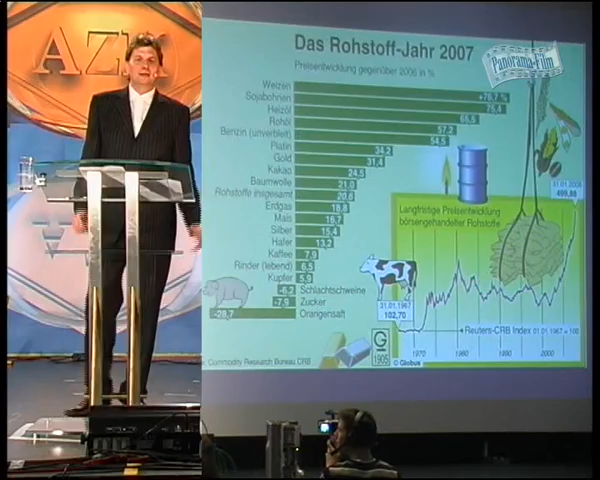 AZK
Panorama-Film
Das Rohstoff-Jahr 2007
Preisentwicklung gegenüber 2006 in %
Weizen +76,7 %
Sojabohnen 75,4
Heizöl 65,5
Rohöl 57,2
Benzin (unverbleit) 54,5
Platin 34,2
Gold 31,4
Kakao 24,5
Baumwolle 21,0
Rohstoffe insgesamt 20,6
Erdgas 18,8
Mais 16,7
Silber 15,4
Hafer 13,2
Kaffee 7,9
Rinder (lebend) 6,5
Kupfer 5,9
-6,2 Schlachtschweine
-7,9 Zucker
-28,7 Orangensaft
31.01.2008
499,88
Langfristige Preisentwicklung
börsengehandelter Rohstoffe
31.01.1967
102,70
Reuters-CRB Index 01.01.1967 = 100
1970 1980 1990 2000
G
1905
© Globus
Commodity Research Bureau CRB